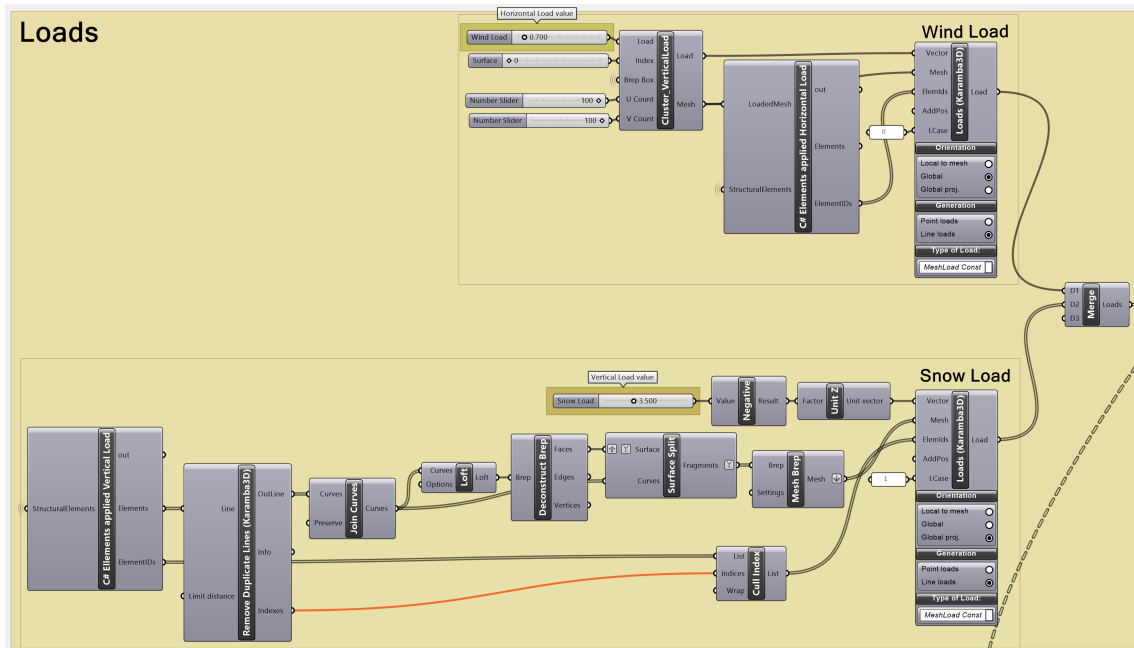 Loads
Horizontal Load value
Wind Load
Wind Load 0.700
Surface 0
Number Slider 100
Number Slider 100
Load
Index
Brep Box
U Count
V Count
Cluster_VerticalLoad
Load
Mesh
LoadedMesh
StructuralElements
C# Elements applied Horizontal Load
out
Elements
ElementIDs
0
Vector
Mesh
ElemIds
AddPos
LCase
Loads (Karamba3D)
Load
Orientation
Local to mesh
Global
Global proj.
Generation
Point loads
Line loads
Type of Load:
MeshLoad Const
D1
D2
D3
Merge
Loads
Vertical Load value
Snow Load
Snow Load 3.500
Value
Negative
Result
Factor
Unit Z
Unit vector
StructuralElements
C# Ellements applied Vertical Load
out
Elements
ElementIDs
Line
Limit distance
Remove Duplicate Lines (Karamba3D)
OutLine
Info
Indexes
Curves
Preserve
Join Curves
Curves
Curves
Options
Loft
Loft
Brep
Deconstruct Brep
Faces
Edges
Vertices
Surface
Curves
Surface Split
Fragments
Brep
Settings
Mesh Brep
Mesh
List
Indices
Wrap
Cull Index
List
1
Vector
Mesh
ElemIds
AddPos
LCase
Loads (Karamba3D)
Load
Orientation
Local to mesh
Global
Global proj.
Generation
Point loads
Line loads
Type of Load:
MeshLoad Const